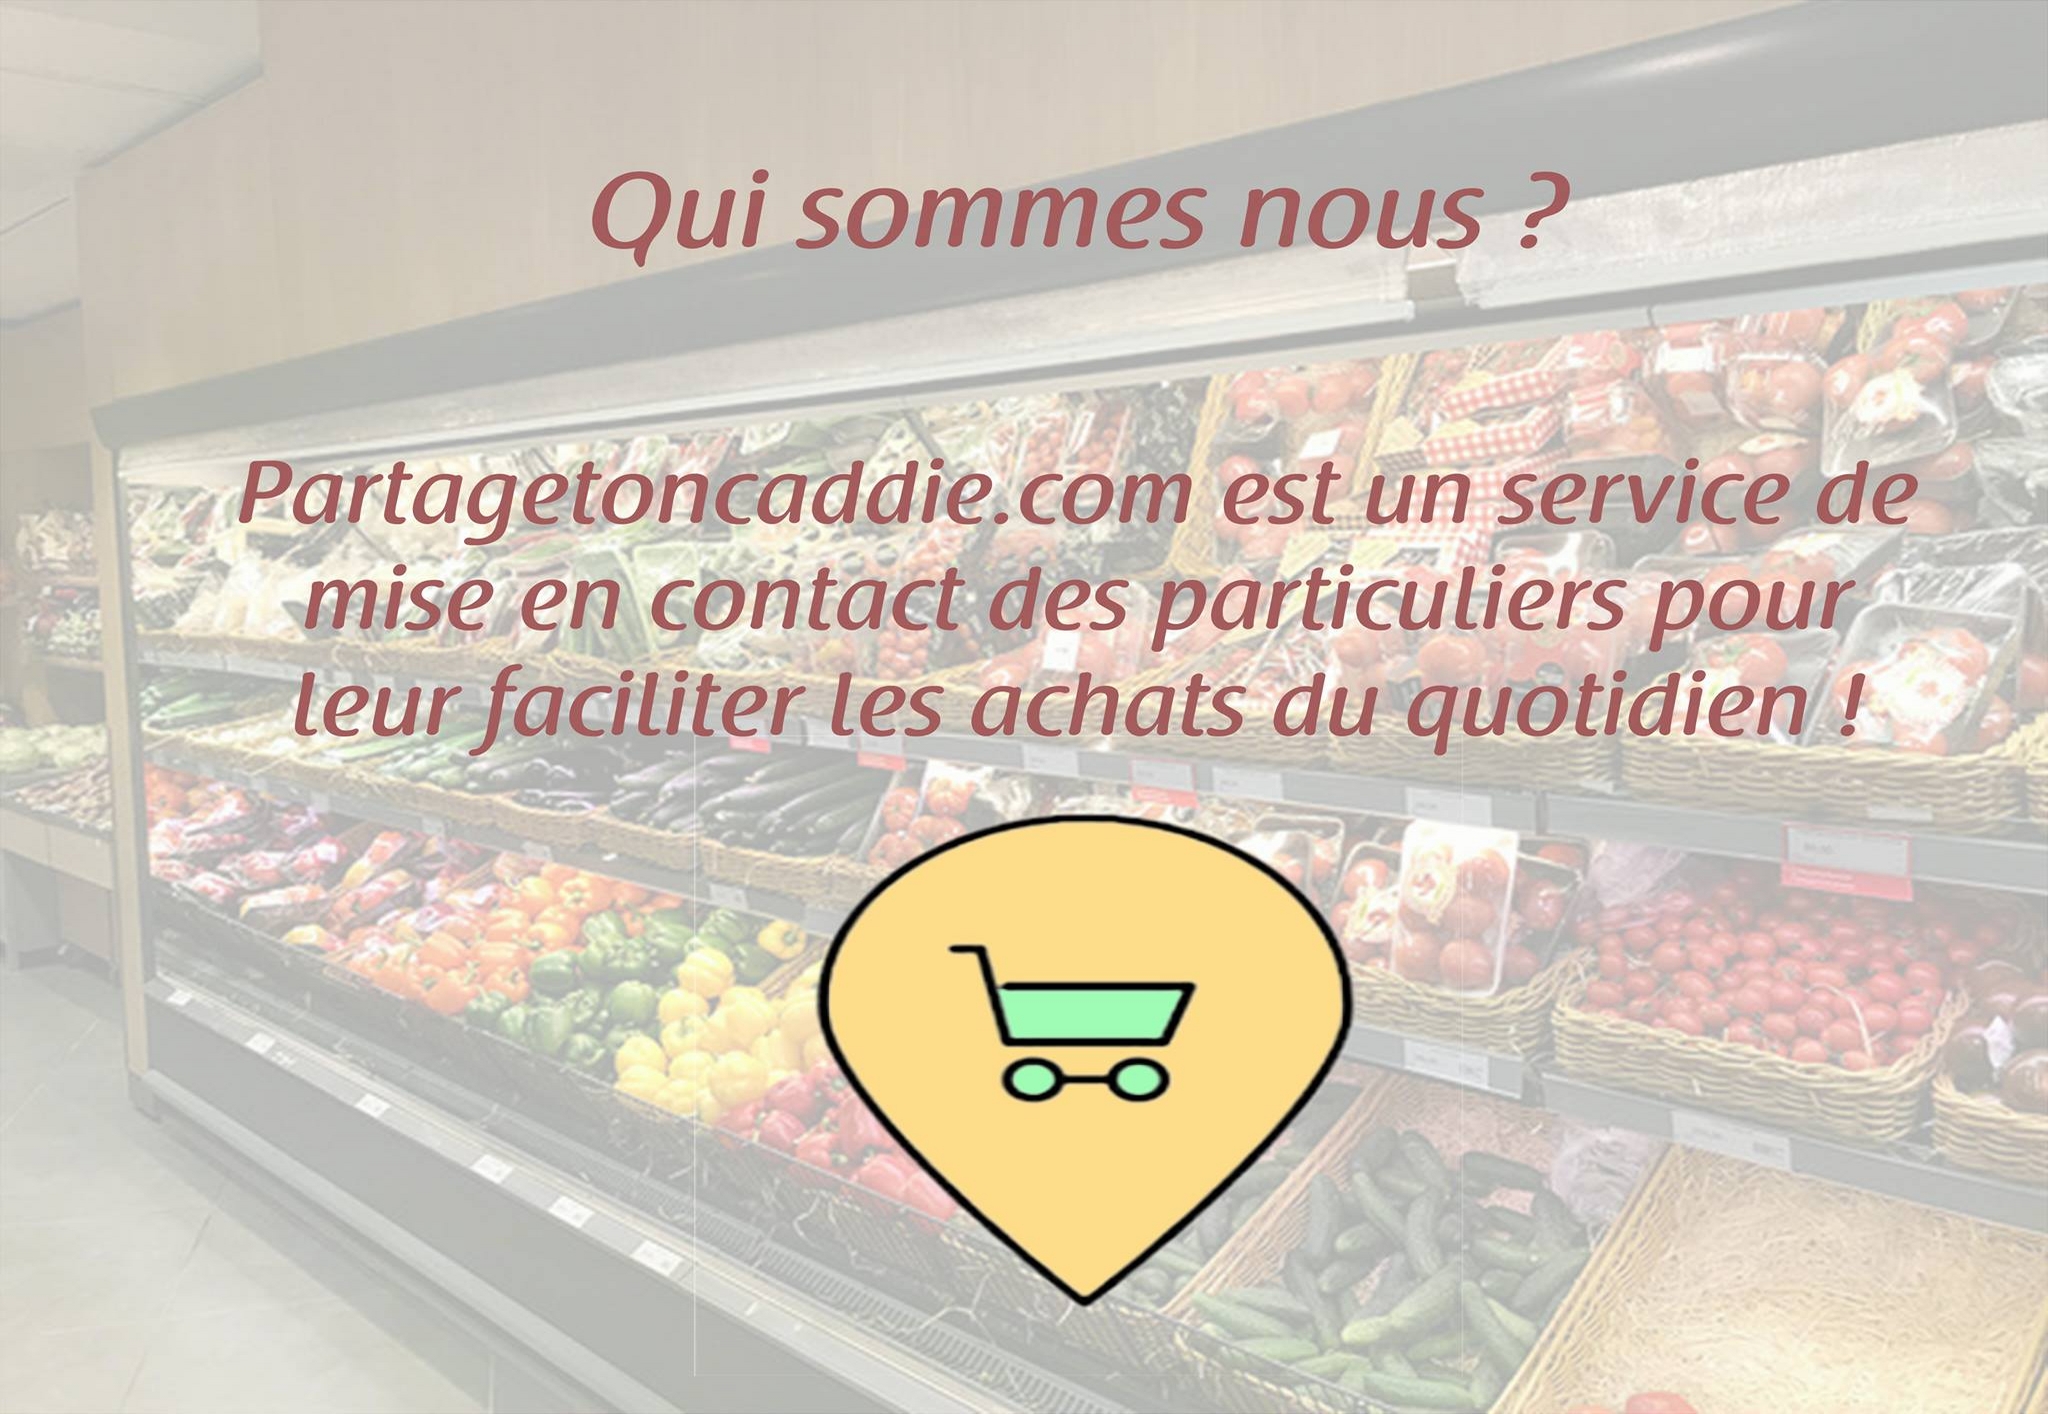 Qui sommes nous ?
Partagetoncaddie.com est un service de
mise en contact des particuliers pour
leur faciliter les achats du quotidien !